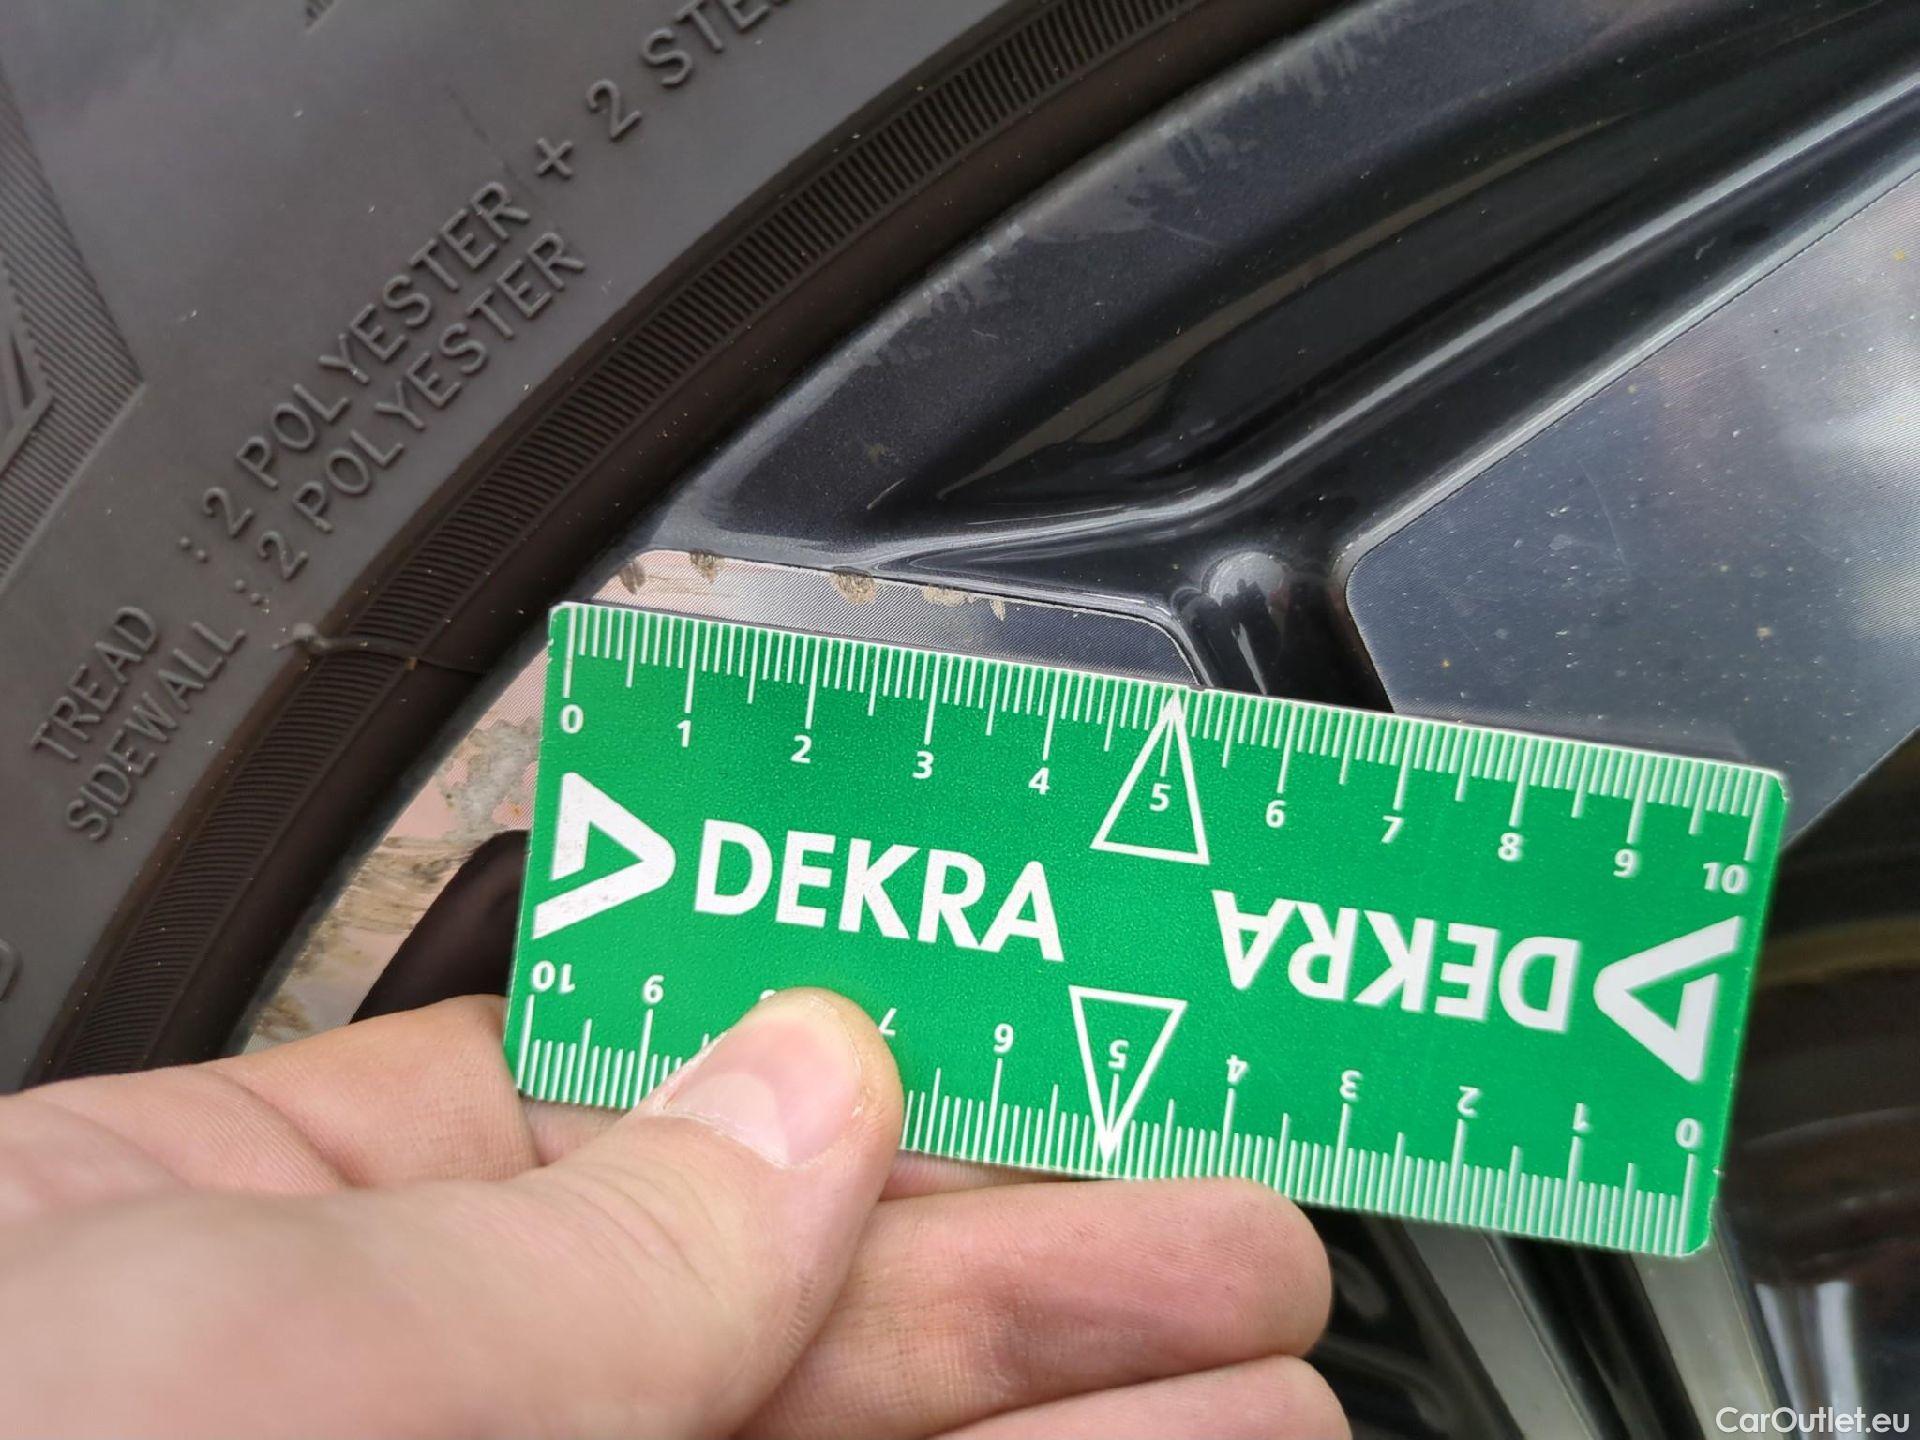 TREAD : 2 POLYESTER + 2 STE
SIDEWALL : 2 POLYESTER
0 1 2 3 4 5 6 7 8 9 10
DEKRA
DEKRA
10 9 7 6 5 4 3 2 1 0
CarOutlet.eu